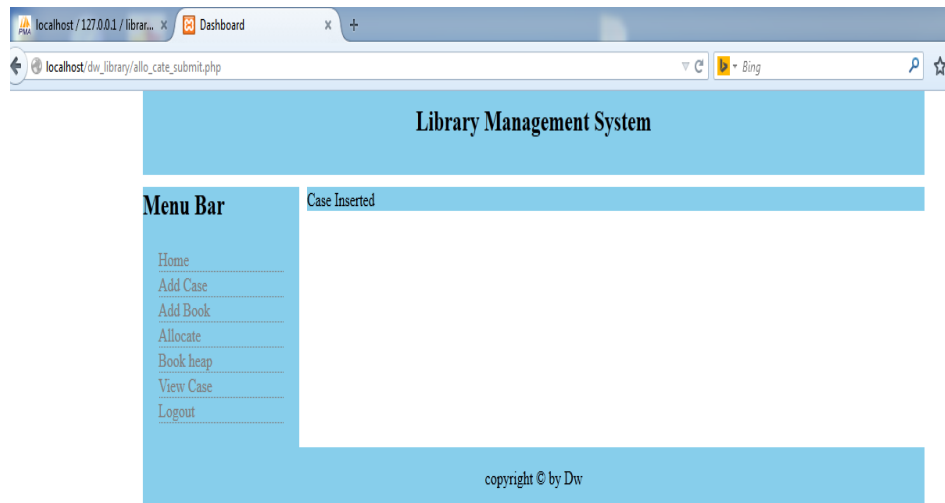 PMA localhost / 127.0.0.1 / librar... x Dashboard x +
localhost/dw_library/allo_cate_submit.php Bing
Library Management System
Menu Bar
Case Inserted
Home
Add Case
Add Book
Allocate
Book heap
View Case
Logout
copyright © by Dw